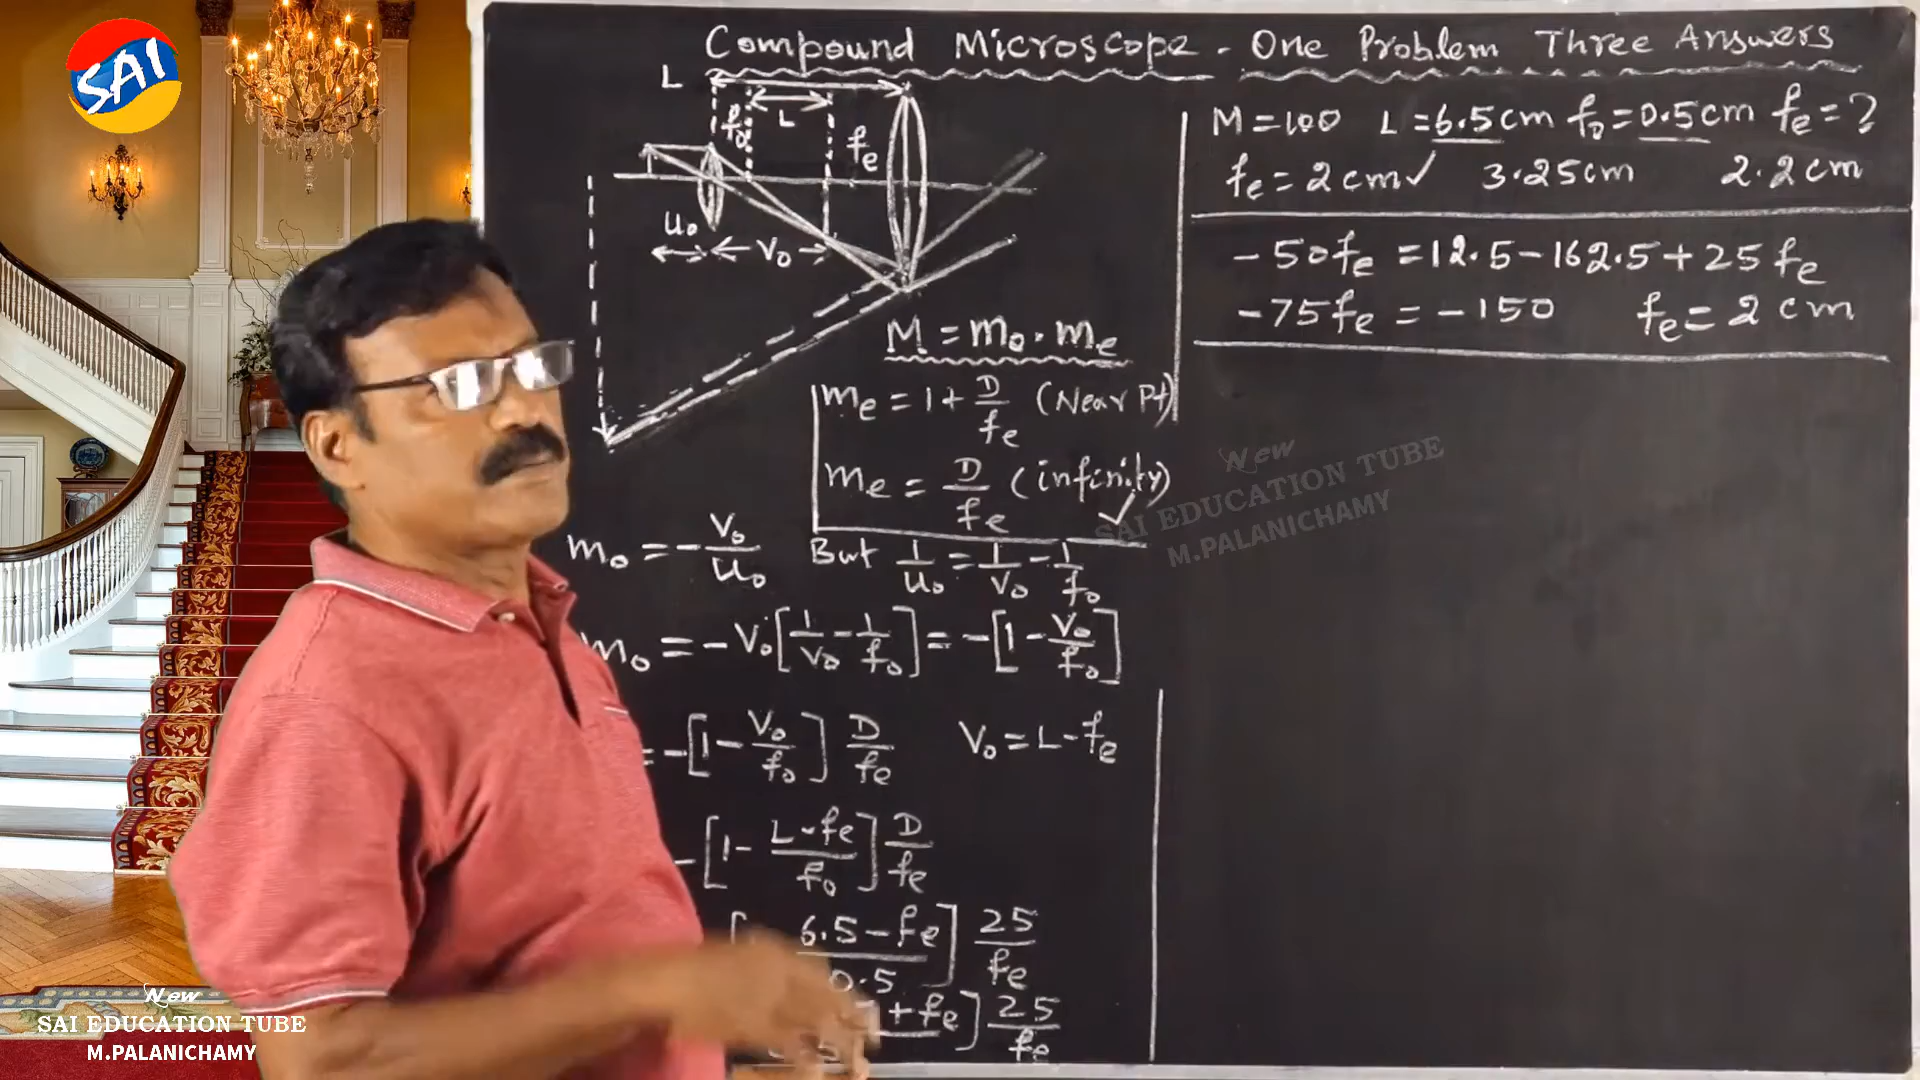 SAI
Compound Microscope - One Problem Three Answers
L
L
fo
fe
uo
vo
M = mo . me
me = 1 + D/fe (Near Pt)
me = D/fe (infinity) ✓
mo = - vo/uo But 1/uo = 1/vo - 1/fo
mo = - vo [1/vo - 1/fo] = - [1 - vo/fo]
= - [1 - vo/fo] D/fe vo = L - fe
- [1 - (L - fe)/fo] D/fe
[ 6.5 - fe / 0.5 ] 25/fe
+ fe ] 25/fe
M = 100 L = 6.5cm fo = 0.5cm fe = ?
fe = 2cm ✓ 3.25cm 2.2cm
- 50fe = 12.5 - 162.5 + 25 fe
- 75fe = - 150 fe = 2 cm
New
SAI EDUCATION TUBE
M.PALANICHAMY
New
SAI EDUCATION TUBE
M.PALANICHAMY